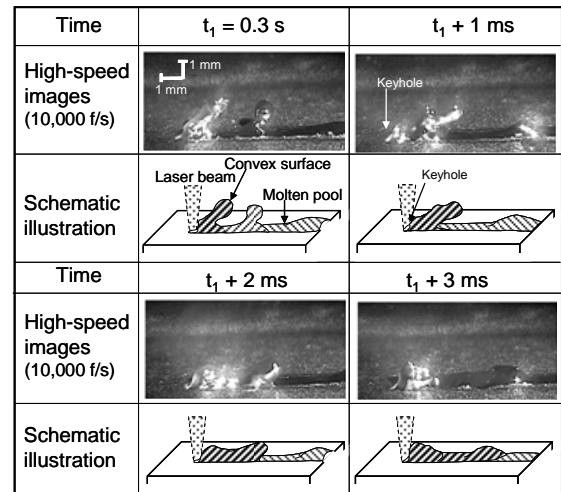 Time
t₁ = 0.3 s
t₁ + 1 ms
High-speed
images
(10,000 f/s)
1 mm
1 mm
Keyhole
Schematic
illustration
Convex surface
Laser beam
Molten pool
Keyhole
Time
t₁ + 2 ms
t₁ + 3 ms
High-speed
images
(10,000 f/s)
Schematic
illustration